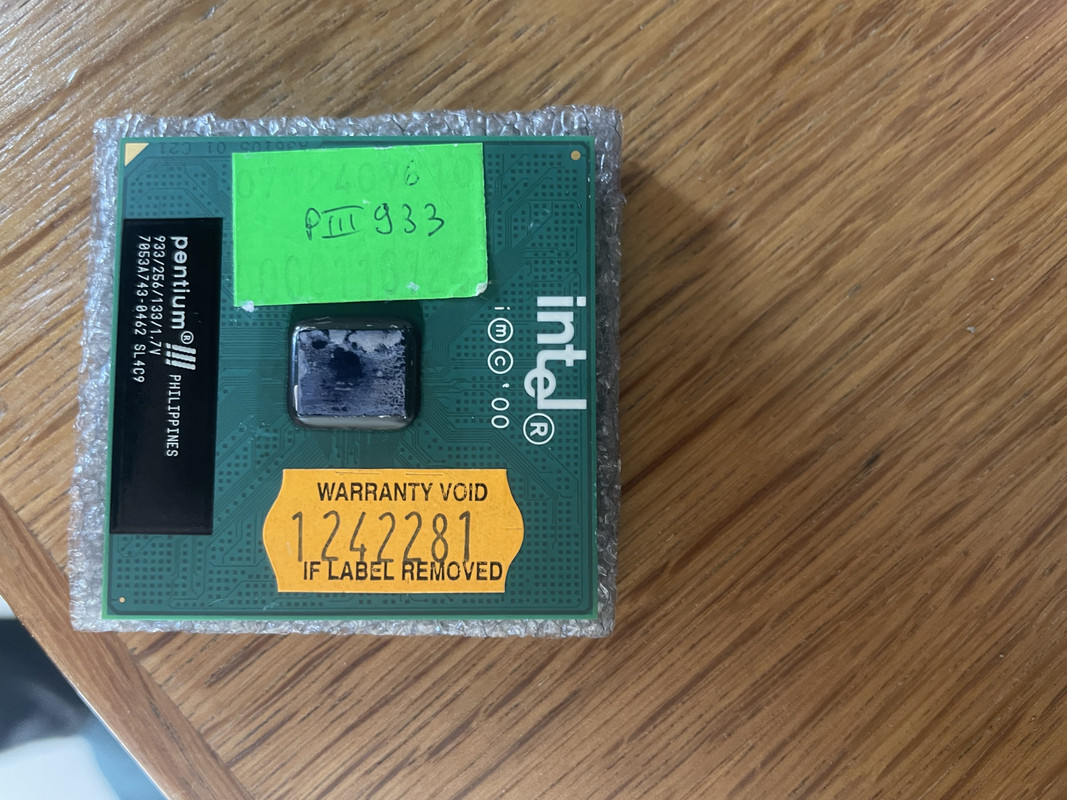 PIII 933
pentium® III
933/256/133/1.7V PHILIPPINES
7053A743-0462 SL4C9
intel®
i m c '00
WARRANTY VOID
1242281
IF LABEL REMOVED